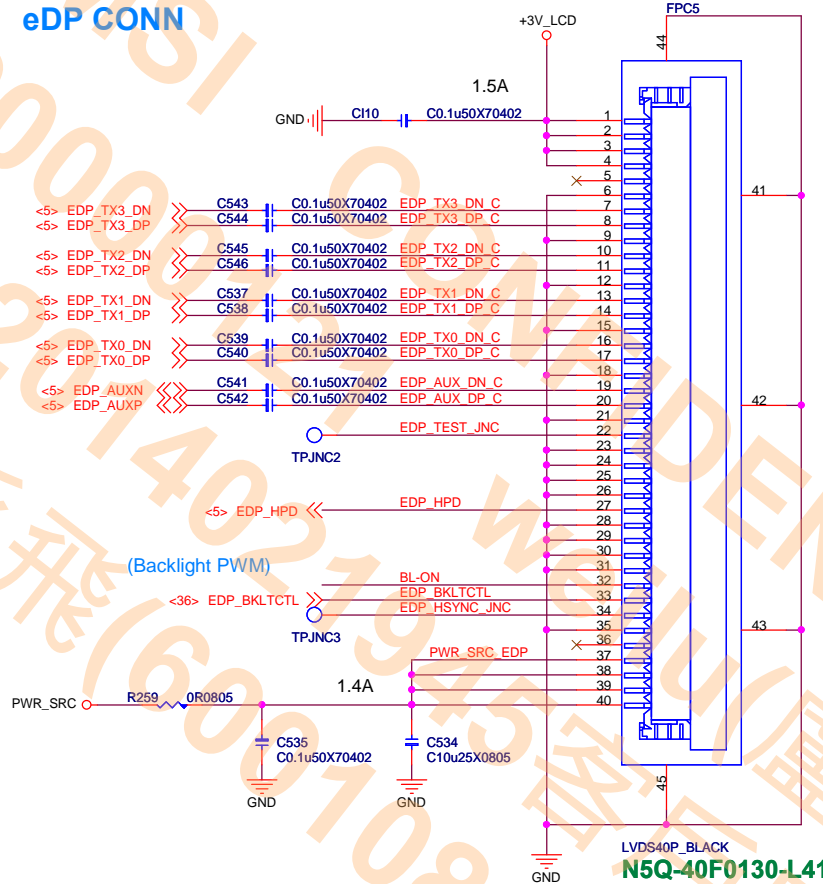 eDP CONN
FPC5
+3V_LCD
44
1.5A
GND
CI10
C0.1u50X70402
1
2
3
4
5
6
7
8
9
10
11
12
13
14
15
16
17
18
19
20
21
22
23
24
25
26
27
28
29
30
31
32
33
34
35
36
37
38
39
40
41
42
43
<5> EDP_TX3_DN C543 C0.1u50X70402 EDP_TX3_DN_C
<5> EDP_TX3_DP C544 C0.1u50X70402 EDP_TX3_DP_C
<5> EDP_TX2_DN C545 C0.1u50X70402 EDP_TX2_DN_C
<5> EDP_TX2_DP C546 C0.1u50X70402 EDP_TX2_DP_C
<5> EDP_TX1_DN C537 C0.1u50X70402 EDP_TX1_DN_C
<5> EDP_TX1_DP C538 C0.1u50X70402 EDP_TX1_DP_C
<5> EDP_TX0_DN C539 C0.1u50X70402 EDP_TX0_DN_C
<5> EDP_TX0_DP C540 C0.1u50X70402 EDP_TX0_DP_C
<5> EDP_AUXN C541 C0.1u50X70402 EDP_AUX_DN_C
<5> EDP_AUXP C542 C0.1u50X70402 EDP_AUX_DP_C
EDP_TEST_JNC
TPJNC2
<5> EDP_HPD EDP_HPD
(Backlight PWM)
BL-ON
<36> EDP_BKLTCTL EDP_BKLTCTL
EDP_HSYNC_JNC
TPJNC3
PWR_SRC_EDP
1.4A
PWR_SRC R259 0R0805
C535
C0.1u50X70402
C534
C10u25X0805
GND
GND
45
LVDS40P_BLACK
GND
N5Q-40F0130-L41
MSI